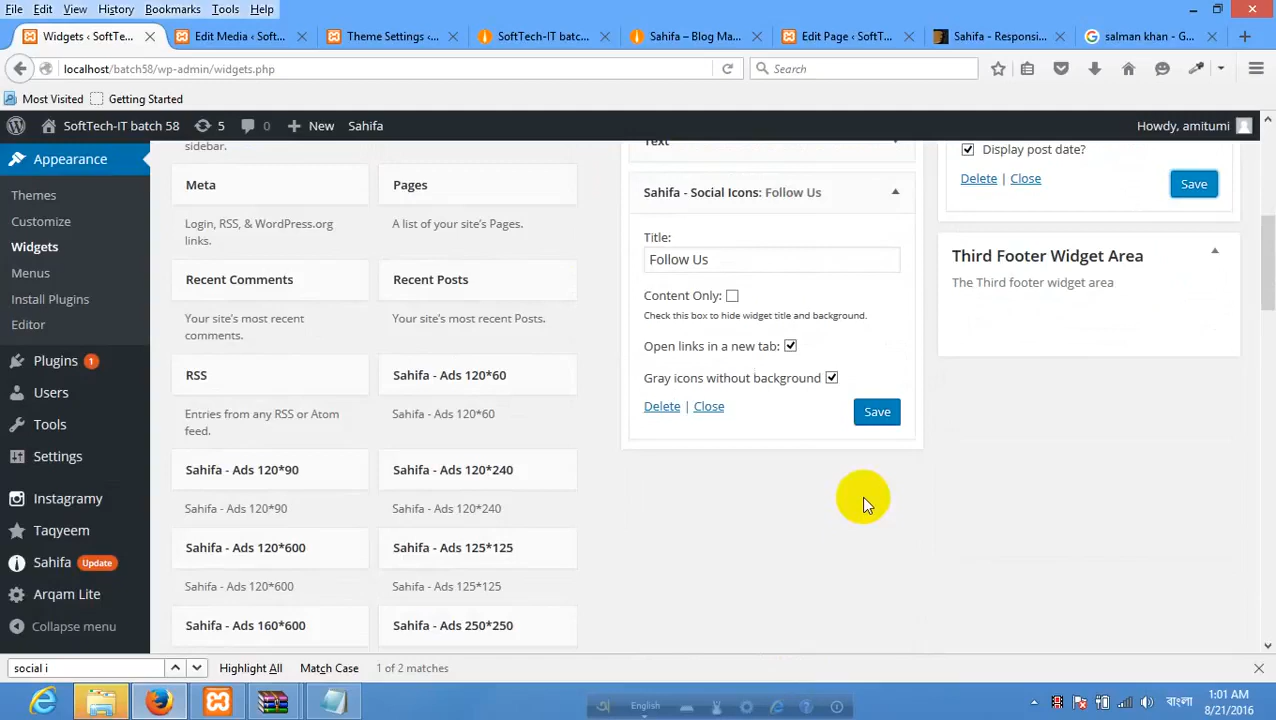 File Edit View History Bookmarks Tools Help
Widgets ‹ SoftTe... × Edit Media ‹ Soft... × Theme Settings ‹... × SoftTech-IT batc... × Sahifa – Blog Ma... × Edit Page ‹ SoftT... × Sahifa - Responsi... × salman khan - G... ×
localhost/batch58/wp-admin/widgets.php Search
Most Visited Getting Started
SoftTech-IT batch 58 5 0 New Sahifa Howdy, amitumi
Appearance
Themes
Customize
Widgets
Menus
Install Plugins
Editor
Plugins 1
Users
Tools
Settings
Instagramy
Taqyeem
Sahifa Update
Arqam Lite
Collapse menu
sidebar.
Meta Pages
Login, RSS, & WordPress.org A list of your site's Pages.
links.
Recent Comments Recent Posts
Your site's most recent Your site's most recent Posts.
comments.
RSS Sahifa - Ads 120*60
Entries from any RSS or Atom Sahifa - Ads 120*60
feed.
Sahifa - Ads 120*90 Sahifa - Ads 120*240
Sahifa - Ads 120*90 Sahifa - Ads 120*240
Sahifa - Ads 120*600 Sahifa - Ads 125*125
Sahifa - Ads 120*600 Sahifa - Ads 125*125
Sahifa - Ads 160*600 Sahifa - Ads 250*250
Text
Sahifa - Social Icons: Follow Us
Title:
Follow Us
Content Only:
Check this box to hide widget title and background.
Open links in a new tab:
Gray icons without background
Delete | Close Save
Display post date?
Delete | Close Save
Third Footer Widget Area
The Third footer widget area
social i Highlight All Match Case 1 of 2 matches
English
বাংলা
1:01 AM
8/21/2016